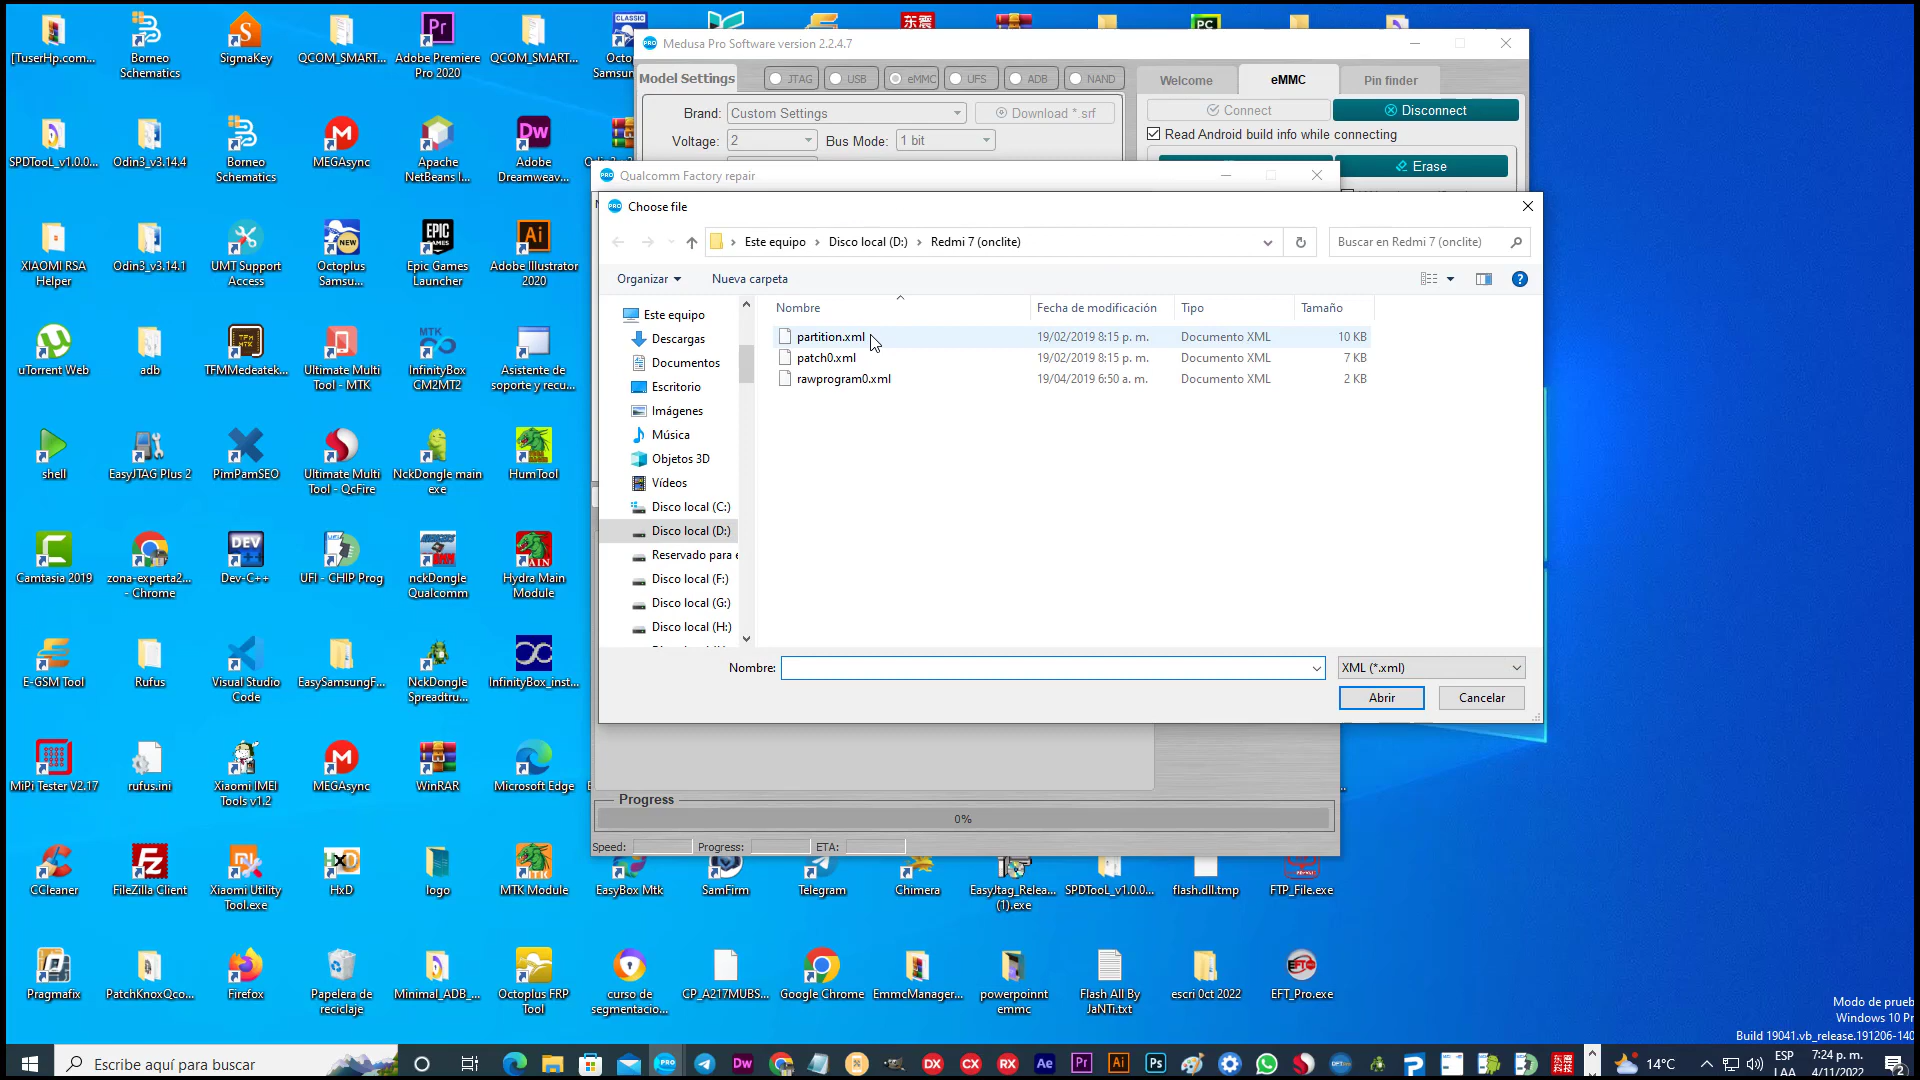 [TuserHp.com...
Borneo
Schematics
SigmaKey
QCOM_SMART...
Adobe Premiere
Pro 2020
QCOM_SMART...
CLASSIC
Octo
Samsun
东震
PC
SPDTooL_v1.0.0...
Odin3_v3.14.4
Borneo
Schematics
MEGAsync
Apache
NetBeans I...
Adobe
Dreamweav...
XIAOMI RSA
Helper
Odin3_v3.14.1
UMT Support
Access
Octoplus
Samsu...
Epic Games
Launcher
Adobe Illustrator
2020
uTorrent Web
adb
TFMMedeatek...
Ultimate Multi
Tool - MTK
InfinityBox
CM2MT2
Asistente de
soporte y recu...
shell
EasyJTAG Plus 2
PimPamSEO
Ultimate Multi
Tool - QcFire
NckDongle main
exe
HumTool
Camtasia 2019
zona-experta2...
- Chrome
Dev-C++
UFI - CHIP Prog
nckDongle
Qualcomm
Hydra Main
Module
E-GSM Tool
Rufus
Visual Studio
Code
EasySamsungF...
NckDongle
Spreadtru...
InfinityBox_inst...
MiPi Tester V2.17
rufus.ini
Xiaomi IMEI
Tools v1.2
MEGAsync
WinRAR
Microsoft Edge
CCleaner
FileZilla Client
Xiaomi Utility
Tool.exe
HxD
logo
MTK Module
EasyBox Mtk
SamFirm
Telegram
Chimera
EasyJtag_Relea...
(1).exe
SPDTooL_v1.0.0...
flash.dll.tmp
FTP_File.exe
Pragmafix
PatchKnoxQco...
Firefox
Papelera de
reciclaje
Minimal_ADB_...
Octoplus FRP
Tool
curso de
segmentacio...
CP_A217MUBS...
Google Chrome
EmmcManager...
powerpoinnt
emmc
Flash All By
JaNTi.txt
escri 0ct 2022
EFT_Pro.exe
Medusa Pro Software version 2.2.4.7
Model Settings
JTAG
USB
eMMC
UFS
ADB
NAND
Welcome
eMMC
Pin finder
Brand:
Custom Settings
Download *.srf
Connect
Disconnect
Voltage:
2
Bus Mode:
1 bit
Read Android build info while connecting
Erase
Qualcomm Factory repair
Choose file
Este equipo
Disco local (D:)
Redmi 7 (onclite)
Buscar en Redmi 7 (onclite)
Organizar
Nueva carpeta
Nombre
Fecha de modificación
Tipo
Tamaño
partition.xml
19/02/2019 8:15 p. m.
Documento XML
10 KB
patch0.xml
19/02/2019 8:15 p. m.
Documento XML
7 KB
rawprogram0.xml
19/04/2019 6:50 a. m.
Documento XML
2 KB
Este equipo
Descargas
Documentos
Escritorio
Imágenes
Música
Objetos 3D
Vídeos
Disco local (C:)
Disco local (D:)
Reservado para e
Disco local (F:)
Disco local (G:)
Disco local (H:)
Nombre:
XML (*.xml)
Abrir
Cancelar
Progress
0%
Speed:
Progress:
ETA:
Modo de prueb
Windows 10 Pr
Build 19041.vb_release.191206-140
Escribe aquí para buscar
14°C
ESP
LAA
7:24 p. m.
4/11/2022